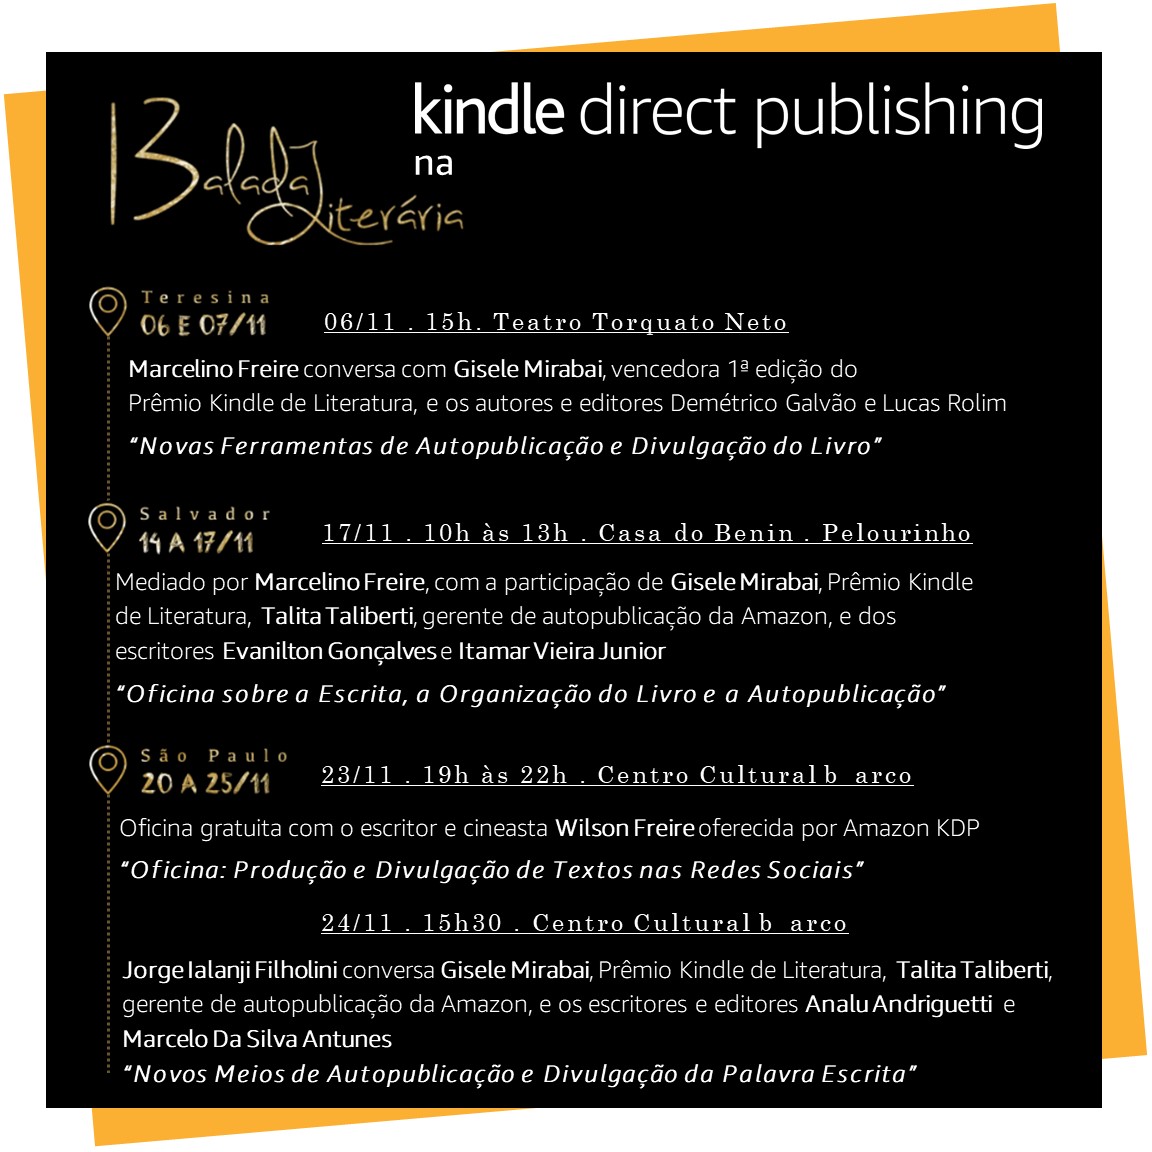 kindle direct publishing
na
Balada
Literária
Teresina
06 E 07/11
06/11 . 15h. Teatro Torquato Neto
Marcelino Freire conversa com Gisele Mirabai, vencedora 1ª edição do
Prêmio Kindle de Literatura, e os autores e editores Demétrico Galvão e Lucas Rolim
“Novas Ferramentas de Autopublicação e Divulgação do Livro”
Salvador
14 A 17/11
17/11 . 10h às 13h . Casa do Benin . Pelourinho
Mediado por Marcelino Freire, com a participação de Gisele Mirabai, Prêmio Kindle
de Literatura, Talita Taliberti, gerente de autopublicação da Amazon, e dos
escritores Evanilton Gonçalves e Itamar Vieira Junior
“Oficina sobre a Escrita, a Organização do Livro e a Autopublicação”
São Paulo
20 A 25/11
23/11 . 19h às 22h . Centro Cultural b arco
Oficina gratuita com o escritor e cineasta Wilson Freire oferecida por Amazon KDP
“Oficina: Produção e Divulgação de Textos nas Redes Sociais”
24/11 . 15h30 . Centro Cultural b arco
Jorge Ialanji Filholini conversa Gisele Mirabai, Prêmio Kindle de Literatura, Talita Taliberti,
gerente de autopublicação da Amazon, e os escritores e editores Analu Andriguetti e
Marcelo Da Silva Antunes
“Novos Meios de Autopublicação e Divulgação da Palavra Escrita”